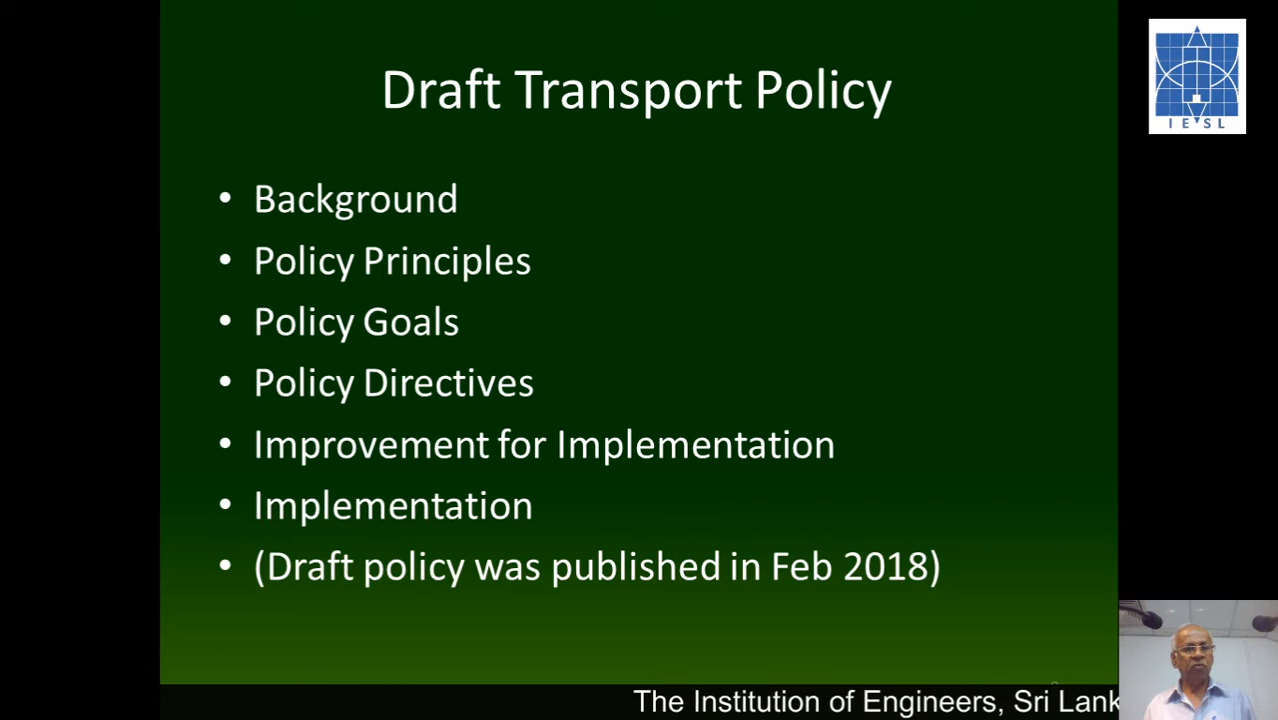 Draft Transport Policy
IESL
• Background
• Policy Principles
• Policy Goals
• Policy Directives
• Improvement for Implementation
• Implementation
• (Draft policy was published in Feb 2018)
The Institution of Engineers, Sri Lank